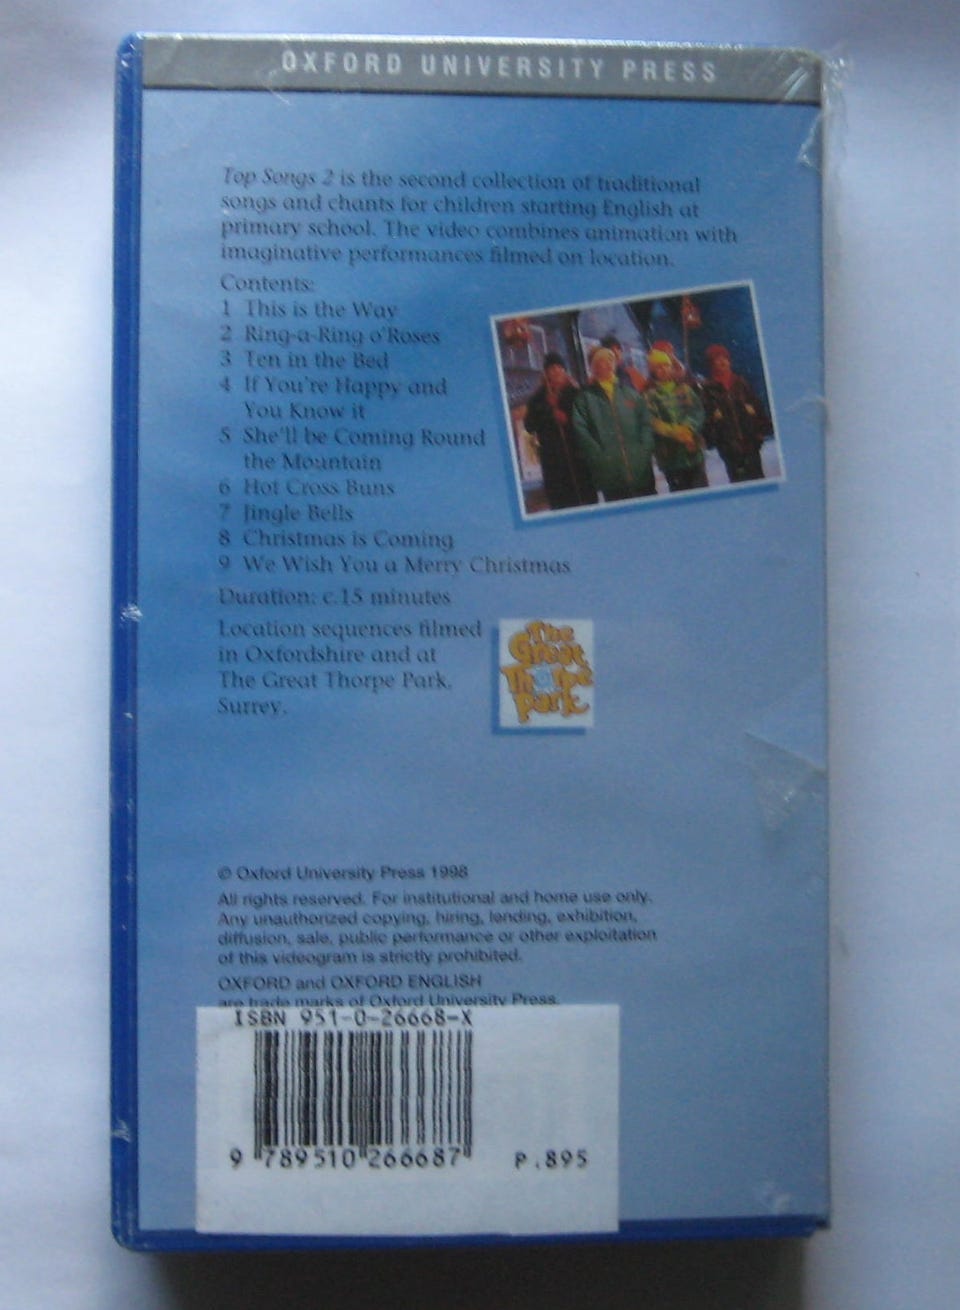 OXFORD UNIVERSITY PRESS
Top Songs 2 is the second collection of traditional
songs and chants for children starting English at
primary school. The video combines animation with
imaginative performances filmed on location.
Contents:
1 This is the Way
2 Ring-a-Ring o'Roses
3 Ten in the Bed
4 If You're Happy and
You Know it
5 She'll be Coming Round
the Mountain
6 Hot Cross Buns
7 Jingle Bells
8 Christmas is Coming
9 We Wish You a Merry Christmas
Duration: c.15 minutes
Location sequences filmed
in Oxfordshire and at
The Great Thorpe Park,
Surrey.
The
Great
Thorpe
Park
© Oxford University Press 1998
All rights reserved. For institutional and home use only.
Any unauthorized copying, hiring, lending, exhibition,
diffusion, sale, public performance or other exploitation
of this videogram is strictly prohibited.
OXFORD and OXFORD ENGLISH
are trade marks of Oxford University Press.
ISBN 951-0-26668-X
9 789510 266687 P.895